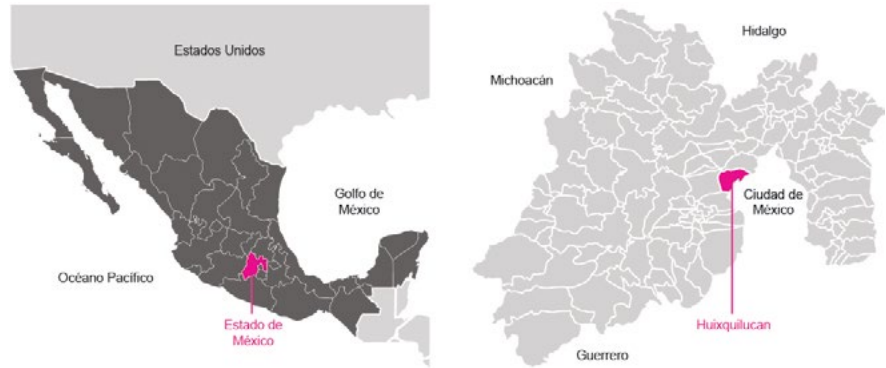 Estados Unidos
Golfo de
México
Océano Pacífico
Estado de
México
Hidalgo
Michoacán
Ciudad de
México
Huixquilucan
Guerrero